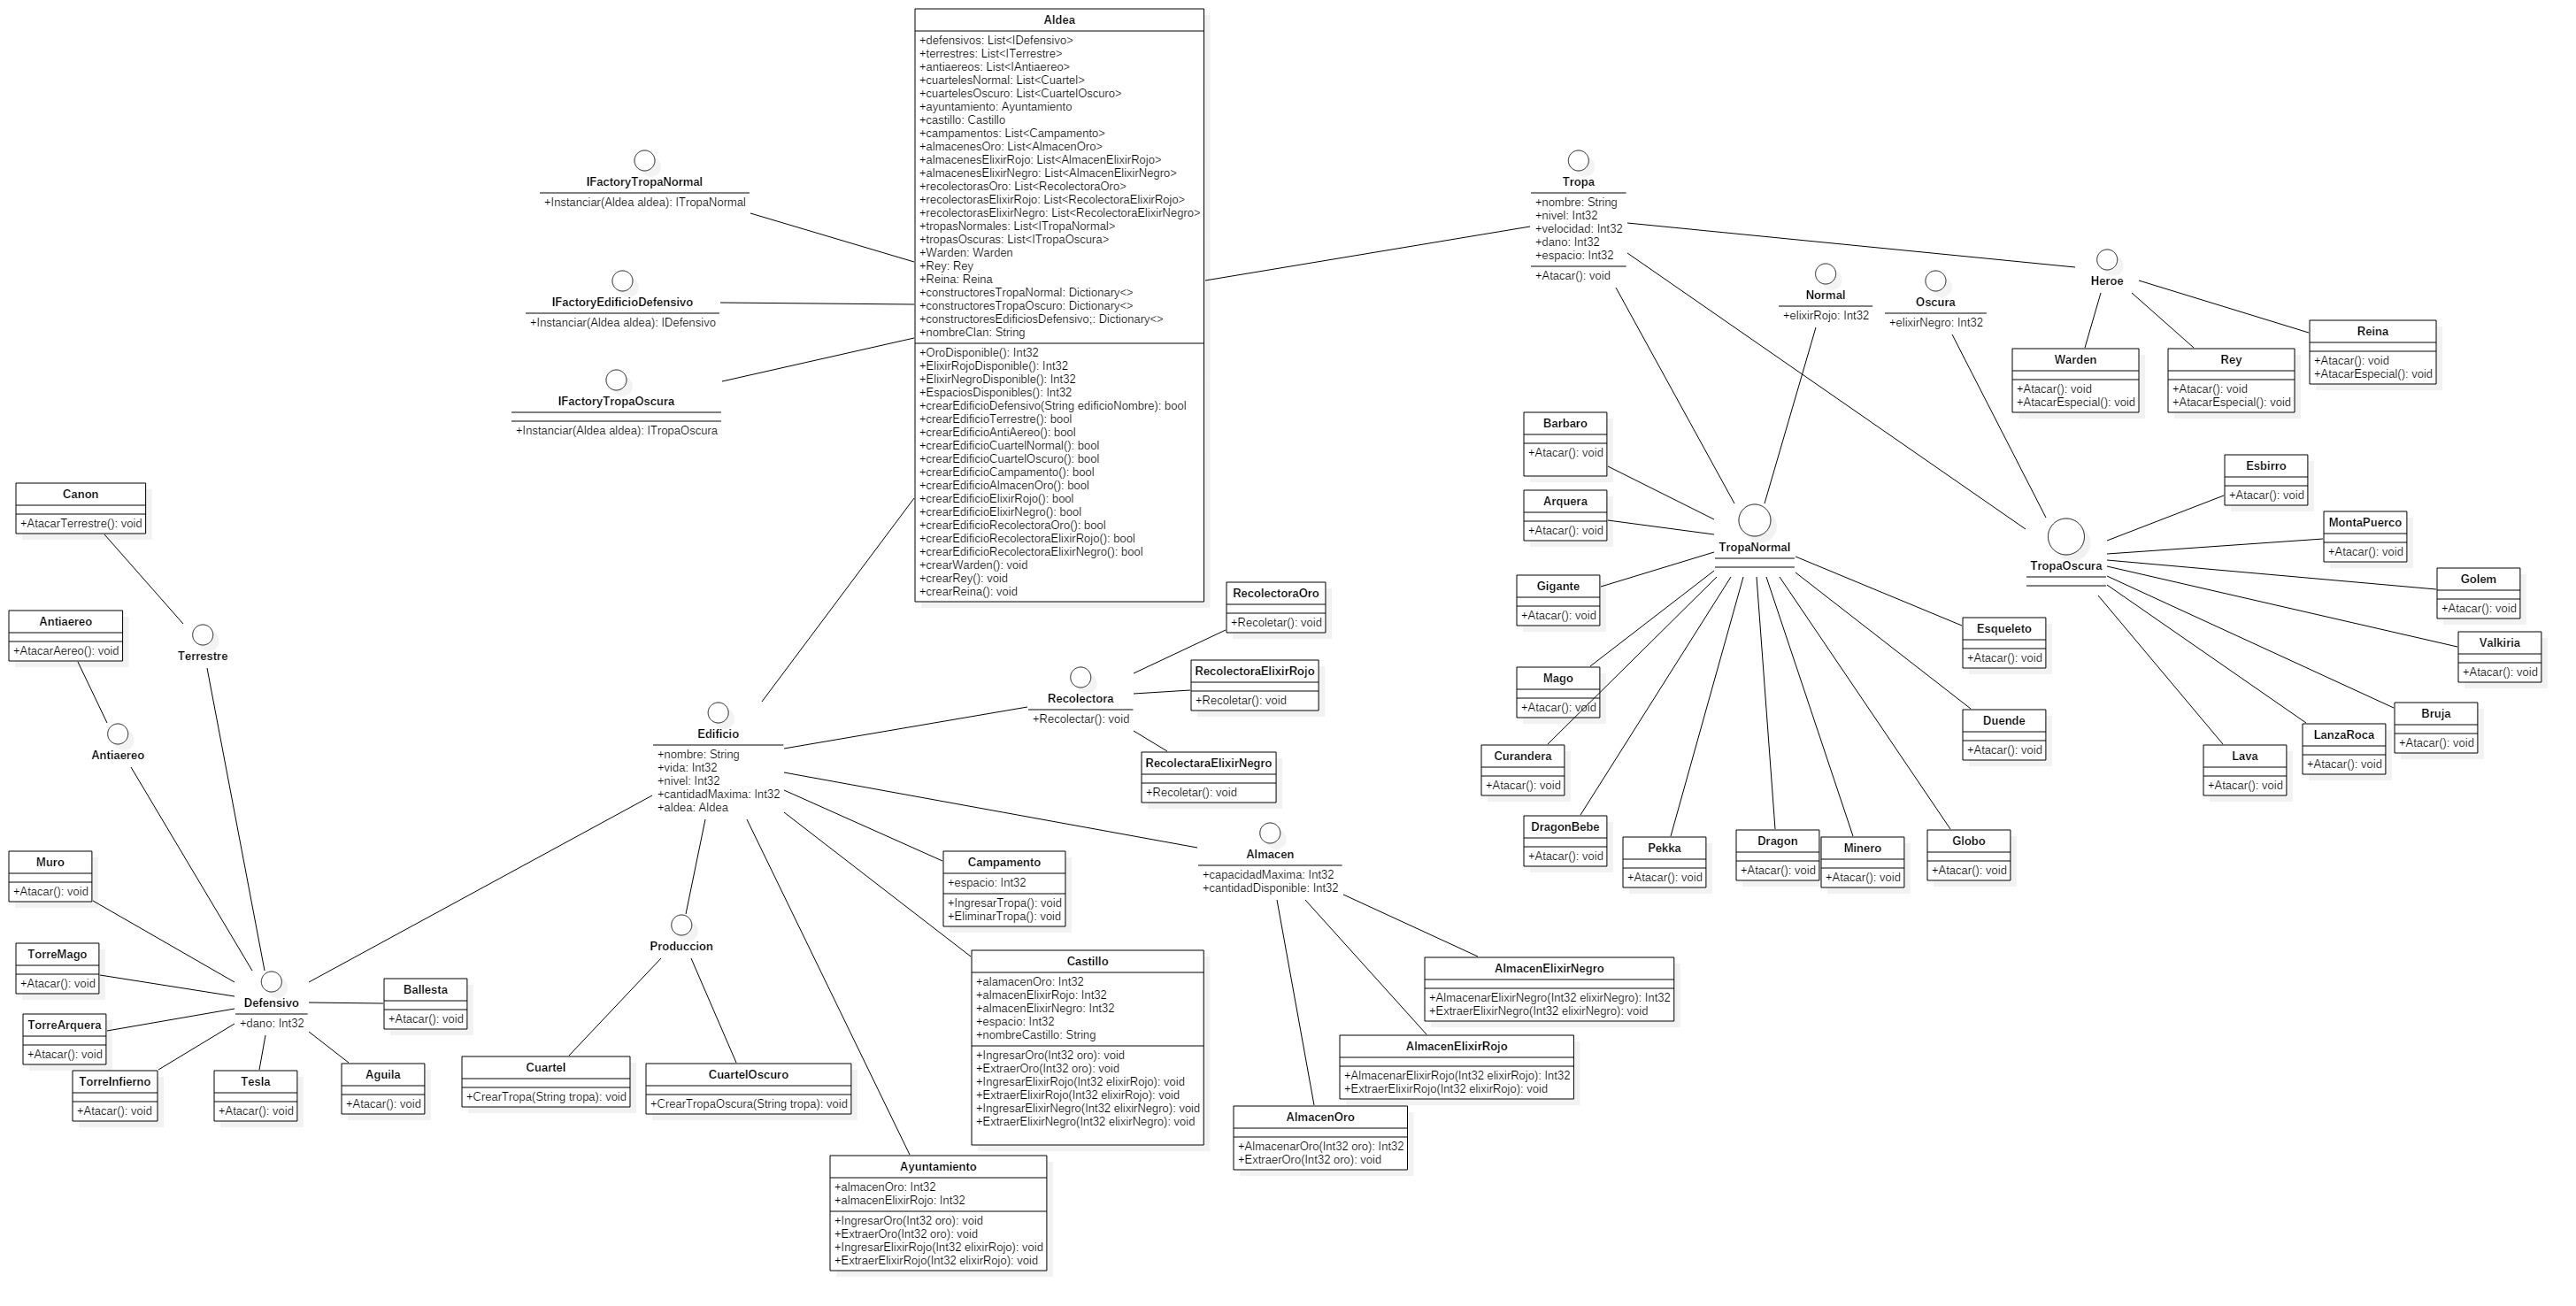 Aldea
+defensivos: List<IDefensivo>
+terrestres: List<ITerrestre>
+antiaereos: List<IAntiaereo>
+cuartelesNormal: List<Cuartel>
+cuartelesOscuro: List<CuartelOscuro>
+ayuntamiento: Ayuntamiento
+castillo: Castillo
+campamentos: List<Campamento>
+almacenesOro: List<AlmacenOro>
+almacenesElixirRojo: List<AlmacenElixirRojo>
+almacenesElixirNegro: List<AlmacenElixirNegro>
+recolectorasOro: List<RecolectoraOro>
+recolectorasElixirRojo: List<RecolectoraElixirRojo>
+recolectorasElixirNegro: List<RecolectoraElixirNegro>
+tropasNormales: List<ITropaNormal>
+tropasOscuras: List<ITropaOscura>
+Warden: Warden
+Rey: Rey
+Reina: Reina
+constructoresTropaNormal: Dictionary<>
+constructoresTropaOscuro: Dictionary<>
+constructoresEdificiosDefensivo;: Dictionary<>
+nombreClan: String
+OroDisponible(): Int32
+ElixirRojoDisponible(): Int32
+ElixirNegroDisponible(): Int32
+EspaciosDisponibles(): Int32
+crearEdificioDefensivo(String edificioNombre): bool
+crearEdificioTerrestre(): bool
+crearEdificioAntiAereo(): bool
+crearEdificioCuartelNormal(): bool
+crearEdificioCuartelOscuro(): bool
+crearEdificioCampamento(): bool
+crearEdificioAlmacenOro(): bool
+crearEdificioElixirRojo(): bool
+crearEdificioElixirNegro(): bool
+crearEdificioRecolectoraOro(): bool
+crearEdificioRecolectoraElixirRojo(): bool
+crearEdificioRecolectoraElixirNegro(): bool
+crearWarden(): void
+crearRey(): void
+crearReina(): void
IFactoryTropaNormal
+Instanciar(Aldea aldea): ITropaNormal
IFactoryEdificioDefensivo
+Instanciar(Aldea aldea): IDefensivo
IFactoryTropaOscura
+Instanciar(Aldea aldea): ITropaOscura
Tropa
+nombre: String
+nivel: Int32
+velocidad: Int32
+dano: Int32
+espacio: Int32
+Atacar(): void
Normal
+elixirRojo: Int32
Oscura
+elixirNegro: Int32
Heroe
Warden
+Atacar(): void
+AtacarEspecial(): void
Rey
+Atacar(): void
+AtacarEspecial(): void
Reina
+Atacar(): void
+AtacarEspecial(): void
Barbaro
+Atacar(): void
Arquera
+Atacar(): void
Gigante
+Atacar(): void
Mago
+Atacar(): void
Curandera
+Atacar(): void
DragonBebe
+Atacar(): void
Pekka
+Atacar(): void
Dragon
+Atacar(): void
Minero
+Atacar(): void
Globo
+Atacar(): void
Duende
+Atacar(): void
Esqueleto
+Atacar(): void
TropaNormal
TropaOscura
Esbirro
+Atacar(): void
MontaPuerco
+Atacar(): void
Golem
+Atacar(): void
Valkiria
+Atacar(): void
Bruja
+Atacar(): void
LanzaRoca
+Atacar(): void
Lava
+Atacar(): void
Canon
+AtacarTerrestre(): void
Antiaereo
+AtacarAereo(): void
Terrestre
Antiaereo
Muro
+Atacar(): void
TorreMago
+Atacar(): void
TorreArquera
+Atacar(): void
TorreInfierno
+Atacar(): void
Tesla
+Atacar(): void
Aguila
+Atacar(): void
Ballesta
+Atacar(): void
Defensivo
+dano: Int32
Edificio
+nombre: String
+vida: Int32
+nivel: Int32
+cantidadMaxima: Int32
+aldea: Aldea
Recolectora
+Recolectar(): void
RecolectoraOro
+Recoletar(): void
RecolectoraElixirRojo
+Recoletar(): void
RecolectaraElixirNegro
+Recoletar(): void
Produccion
Cuartel
+CrearTropa(String tropa): void
CuartelOscuro
+CrearTropaOscura(String tropa): void
Campamento
+espacio: Int32
+IngresarTropa(): void
+EliminarTropa(): void
Castillo
+alamacenOro: Int32
+almacenElixirRojo: Int32
+almacenElixirNegro: Int32
+espacio: Int32
+nombreCastillo: String
+IngresarOro(Int32 oro): void
+ExtraerOro(Int32 oro): void
+IngresarElixirRojo(Int32 elixirRojo): void
+ExtraerElixirRojo(Int32 elixirRojo): void
+IngresarElixirNegro(Int32 elixirNegro): void
+ExtraerElixirNegro(Int32 elixirNegro): void
Ayuntamiento
+almacenOro: Int32
+almacenElixirRojo: Int32
+IngresarOro(Int32 oro): void
+ExtraerOro(Int32 oro): void
+IngresarElixirRojo(Int32 elixirRojo): void
+ExtraerElixirRojo(Int32 elixirRojo): void
Almacen
+capacidadMaxima: Int32
+cantidadDisponible: Int32
AlmacenElixirNegro
+AlmacenarElixirNegro(Int32 elixirNegro): Int32
+ExtraerElixirNegro(Int32 elixirNegro): void
AlmacenElixirRojo
+AlmacenarElixirRojo(Int32 elixirRojo): Int32
+ExtraerElixirRojo(Int32 elixirRojo): void
AlmacenOro
+AlmacenarOro(Int32 oro): Int32
+ExtraerOro(Int32 oro): void